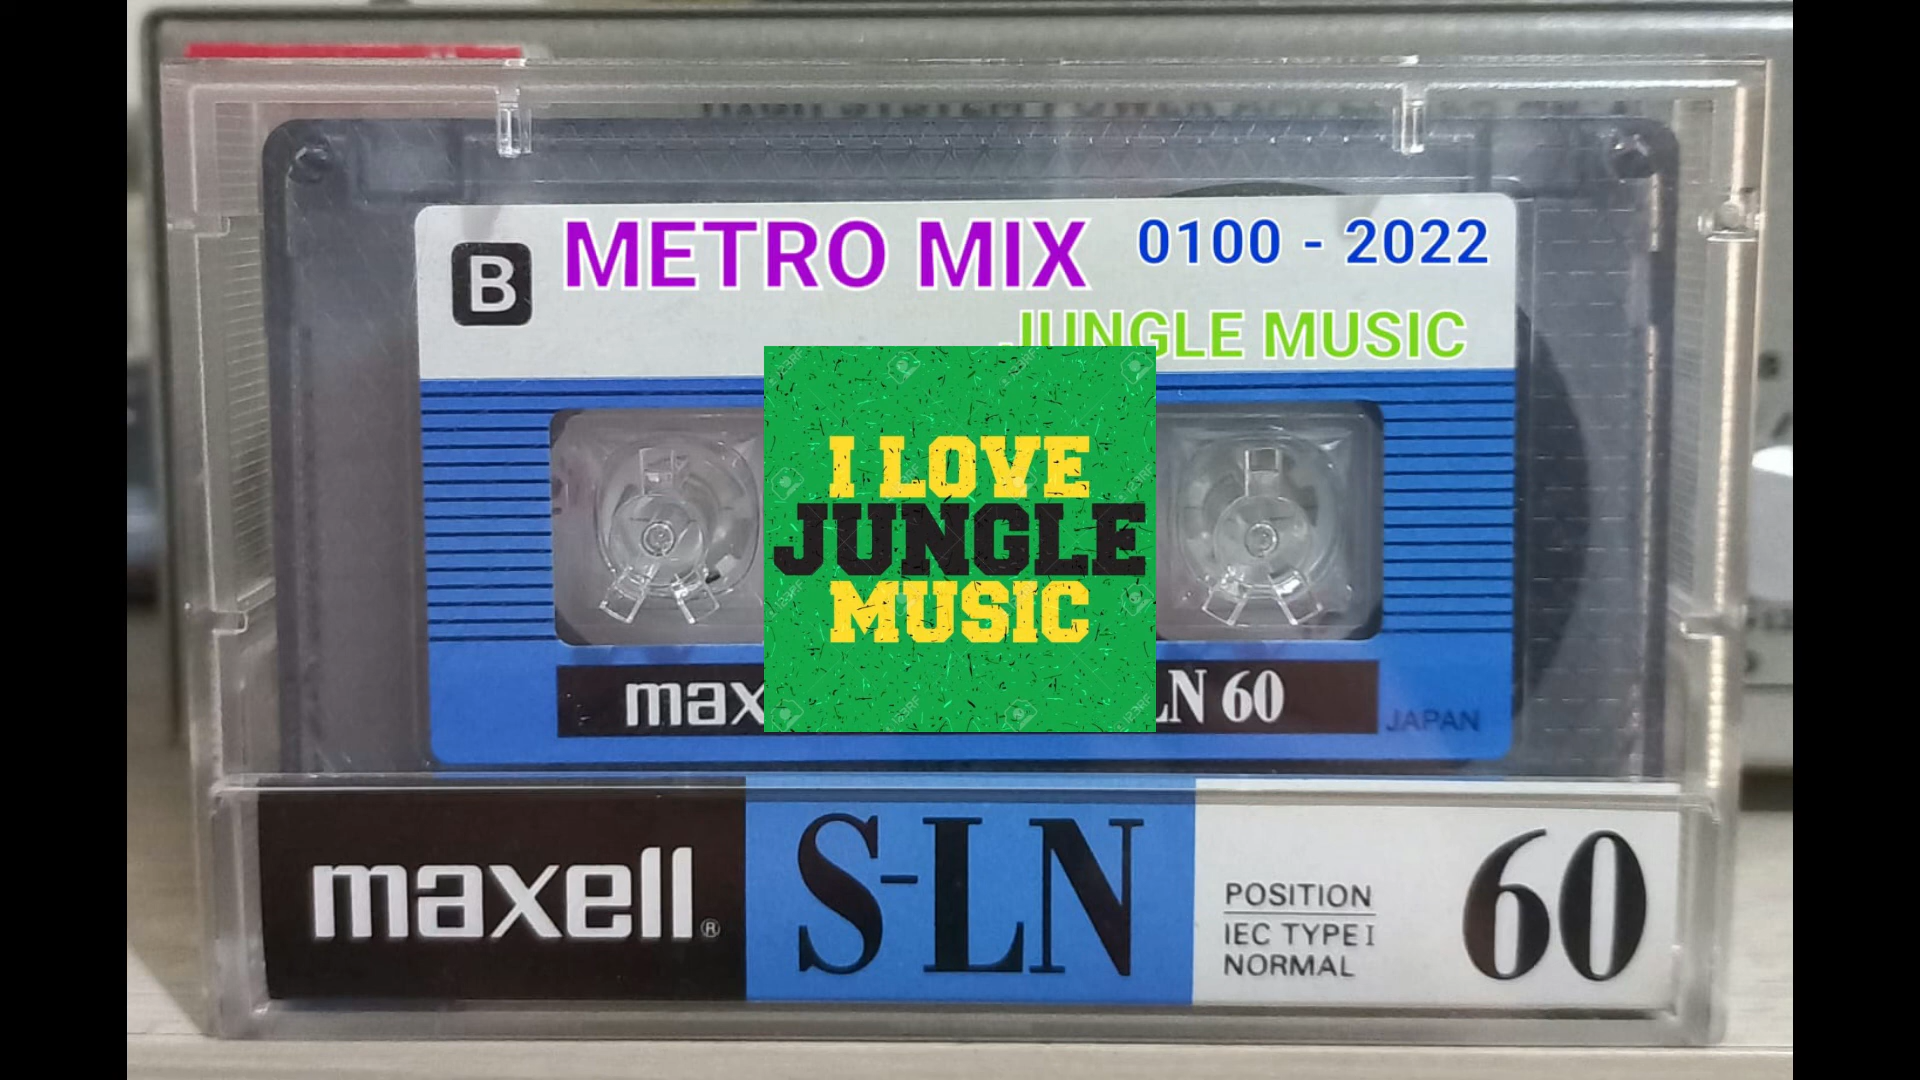 METRO MIX 0100 - 2022
B
JUNGLE MUSIC
I LOVE
JUNGLE
MUSIC
max LN 60
JAPAN
maxell® S-LN 60
POSITION
IEC TYPE I
NORMAL